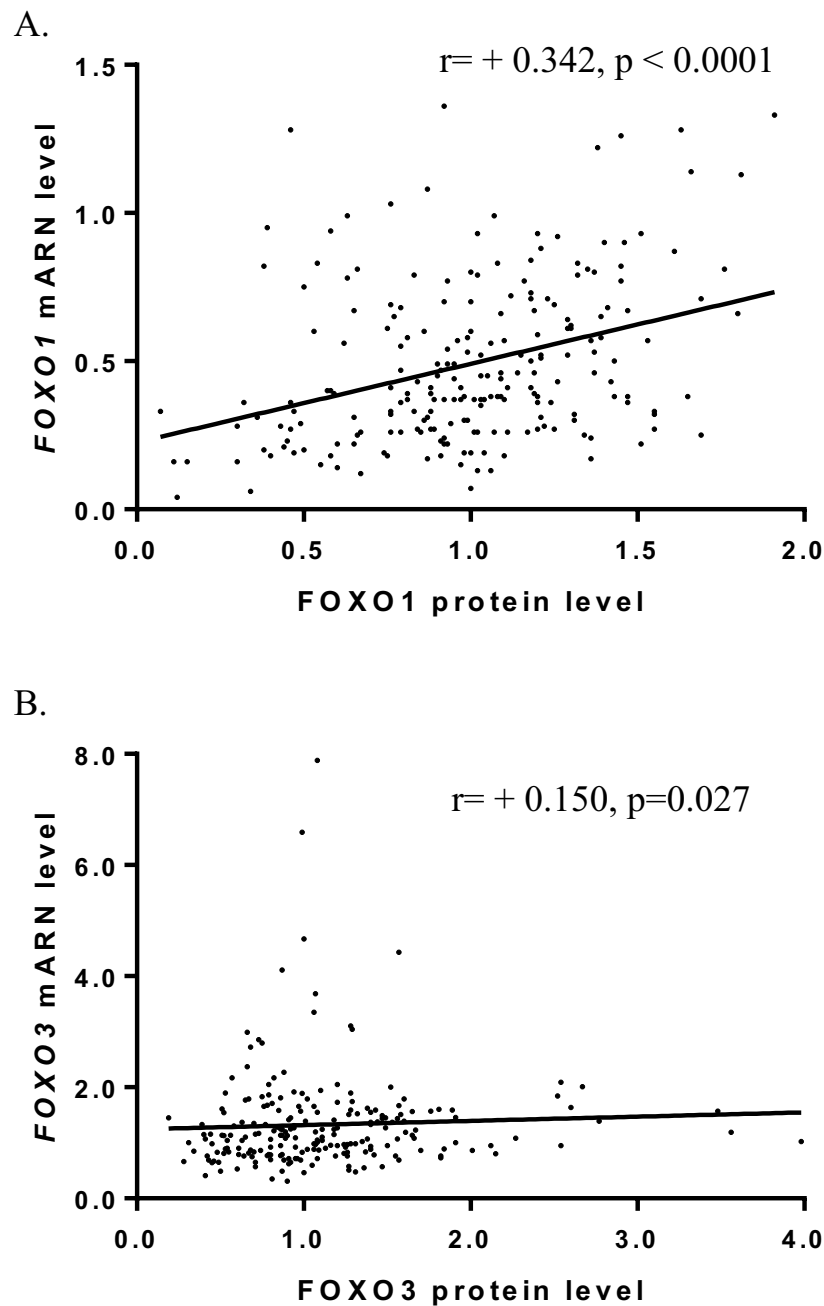 A.
r= + 0.342, p < 0.0001
1.5
1.0
0.5
0.0
FOXO1 mARN level
0.0 0.5 1.0 1.5 2.0
FOXO1 protein level
B.
r= + 0.150, p=0.027
8.0
6.0
4.0
2.0
0.0
FOXO3 mARN level
0.0 1.0 2.0 3.0 4.0
FOXO3 protein level